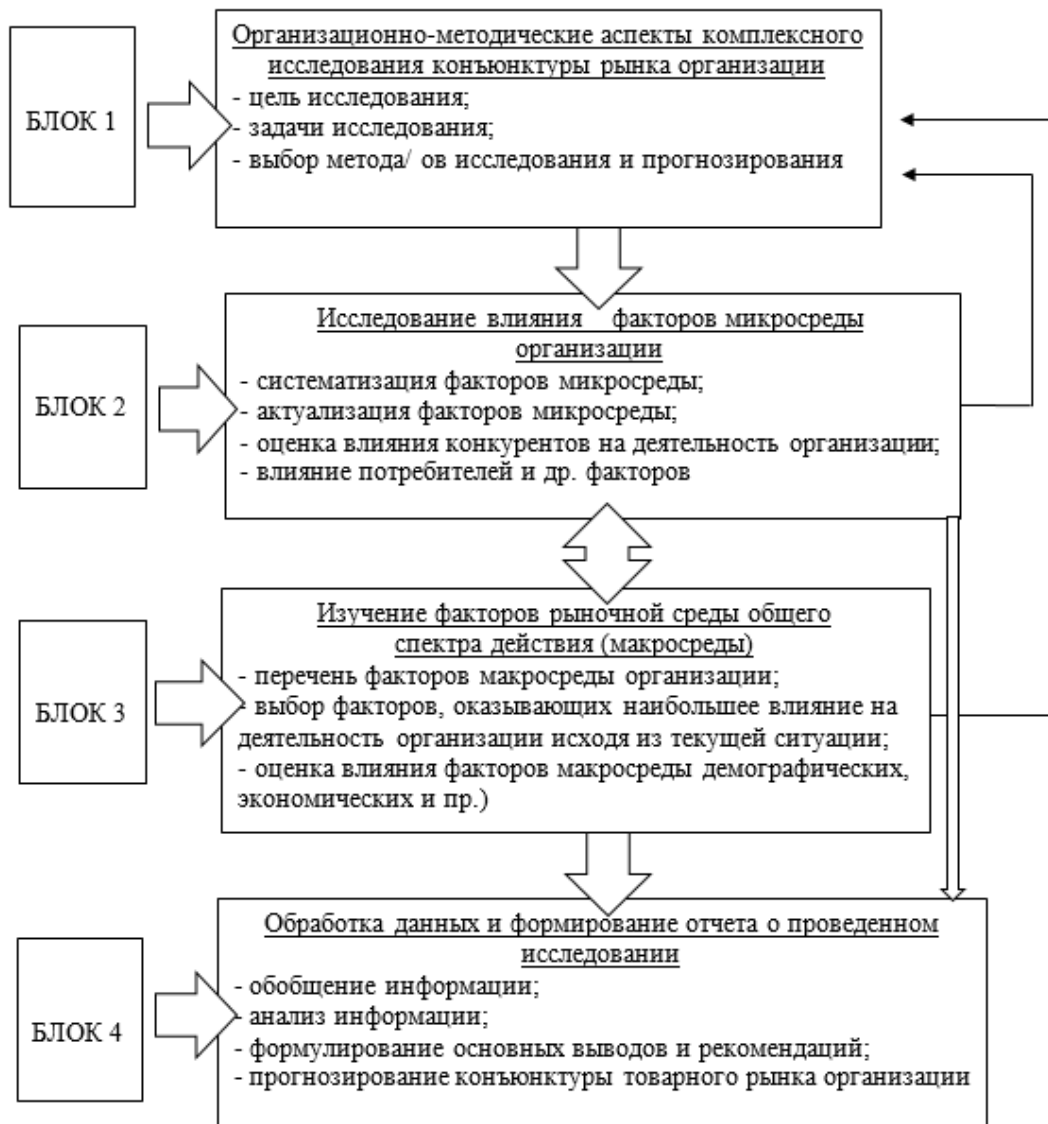 Организационно-методические аспекты комплексного
исследования конъюнктуры рынка организации
- цель исследования;
- задачи исследования;
- выбор метода/ ов исследования и прогнозирования
БЛОК 1
Исследование влияния факторов микросреды
организации
- систематизация факторов микросреды;
- актуализация факторов микросреды;
- оценка влияния конкурентов на деятельность организации;
- влияние потребителей и др. факторов
БЛОК 2
Изучение факторов рыночной среды общего
спектра действия (макросреды)
- перечень факторов макросреды организации;
- выбор факторов, оказывающих наибольшее влияние на
деятельность организации исходя из текущей ситуации;
- оценка влияния факторов макросреды демографических,
экономических и пр.)
БЛОК 3
Обработка данных и формирование отчета о проведенном
исследовании
- обобщение информации;
- анализ информации;
- формулирование основных выводов и рекомендаций;
- прогнозирование конъюнктуры товарного рынка организации
БЛОК 4